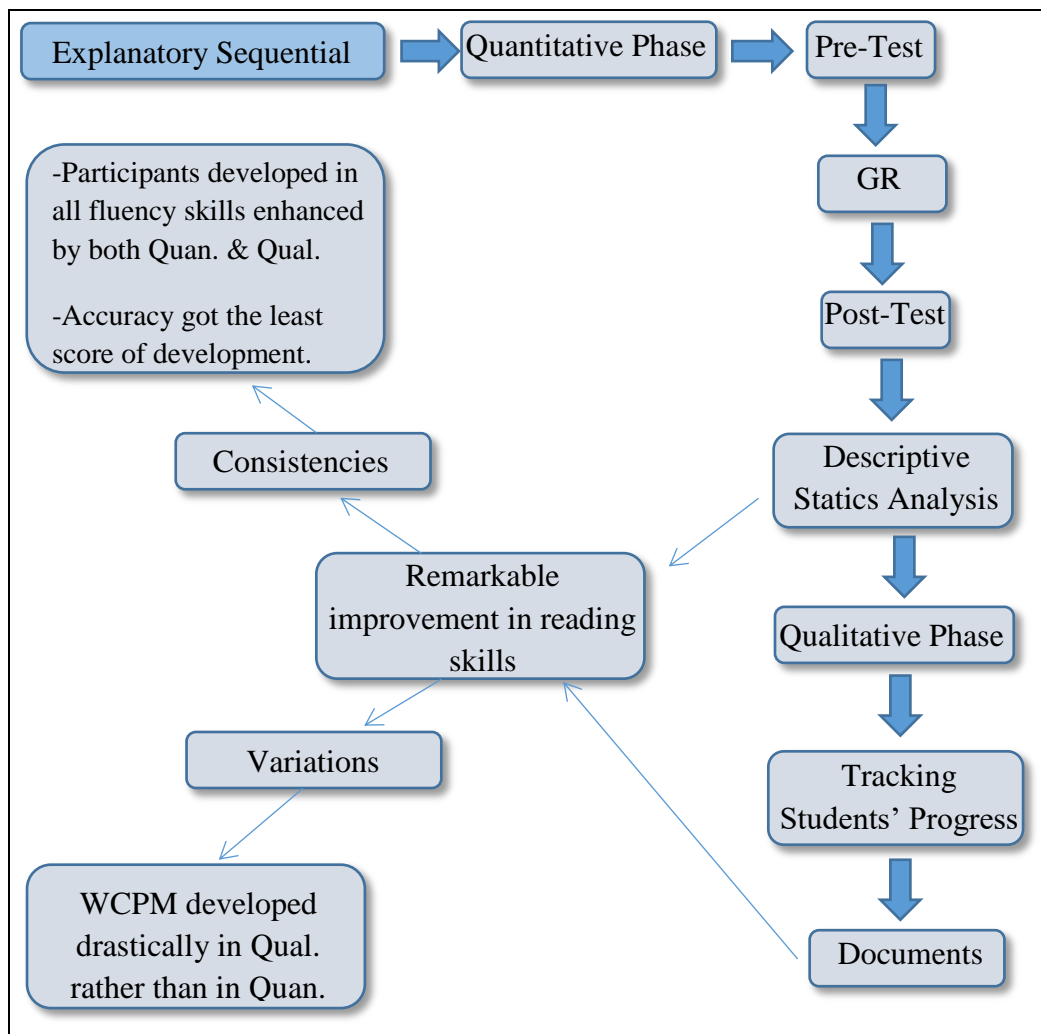 Explanatory Sequential
Quantitative Phase
Pre-Test
GR
Post-Test
Descriptive
Statics Analysis
Qualitative Phase
Tracking
Students’ Progress
Documents
Remarkable
improvement in reading
skills
Consistencies
-Participants developed in
all fluency skills enhanced
by both Quan. & Qual.
-Accuracy got the least
score of development.
Variations
WCPM developed
drastically in Qual.
rather than in Quan.